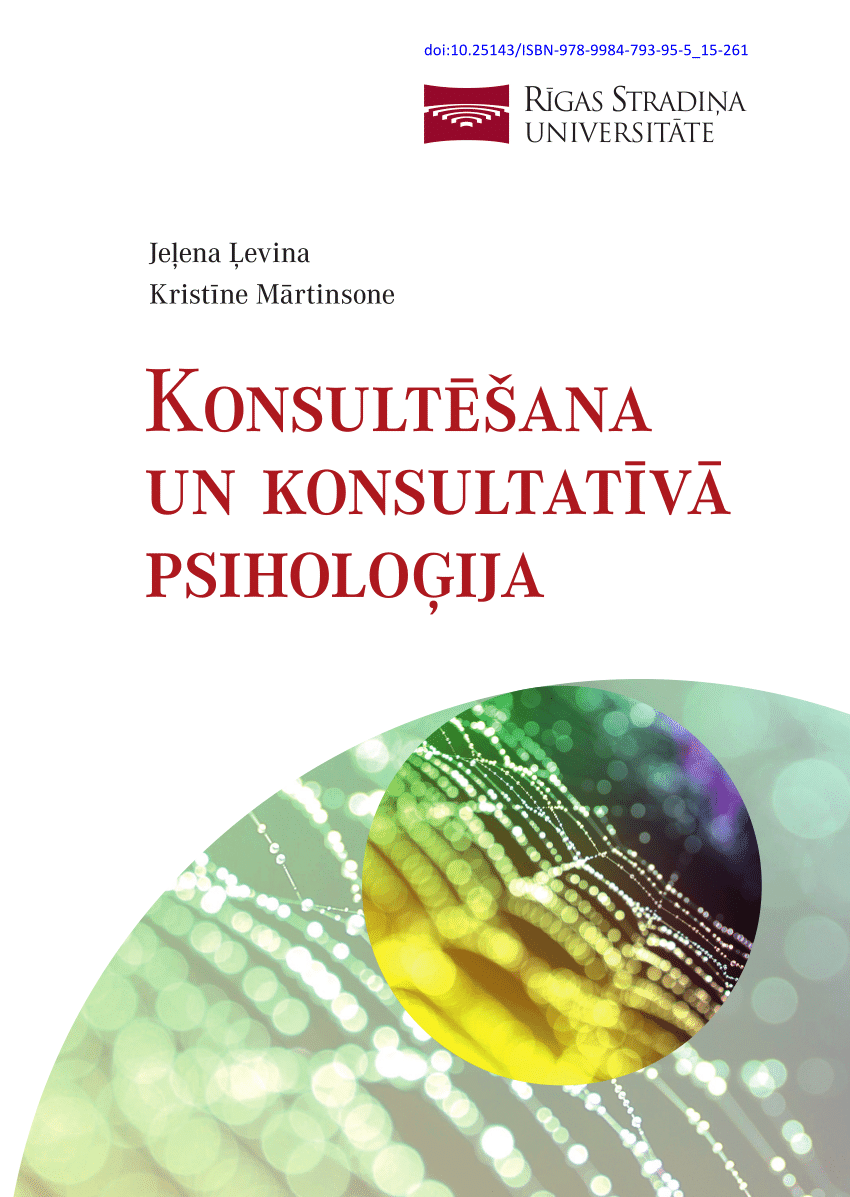 doi:10.25143/ISBN-978-9984-793-95-5_15-261
RĪGAS STRADIŅA
UNIVERSITĀTE
Jeļena Ļevina
Kristīne Mārtinsone
KONSULTĒŠANA
UN KONSULTATĪVĀ
PSIHOLOĢIJA